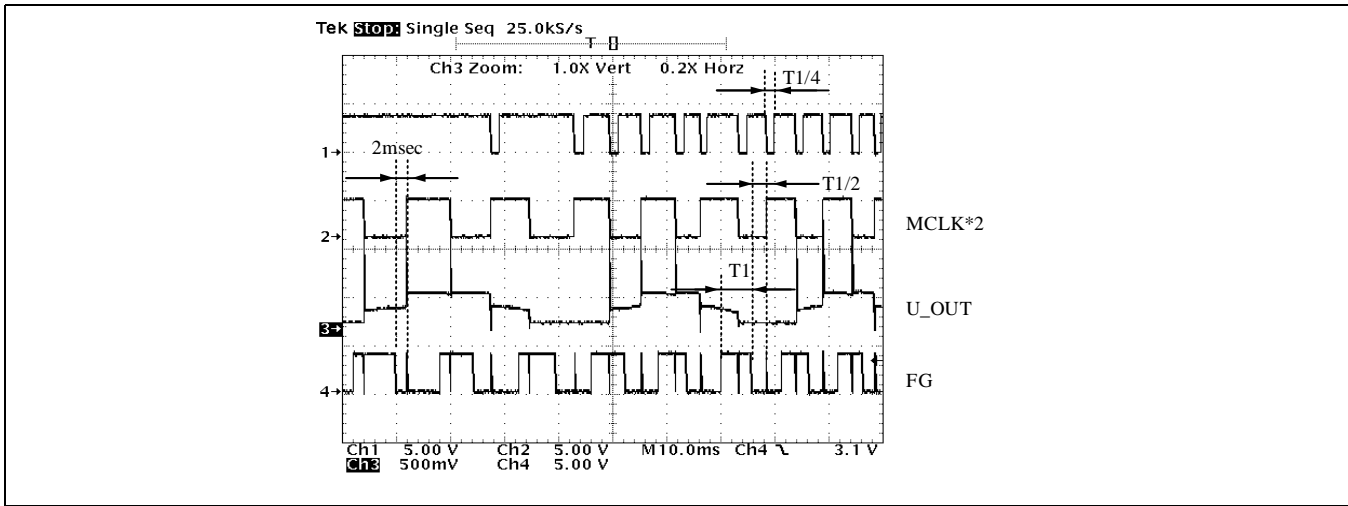 Tek Stop: Single Seq 25.0kS/s
T
Ch3 Zoom: 1.0X Vert 0.2X Horz
T1/4
1→
2msec
T1/2
MCLK*2
2→
T1
U_OUT
3→
FG
4→
Ch1 5.00 V Ch2 5.00 V M10.0ms Ch4 3.1 V
Ch3 500mV Ch4 5.00 V